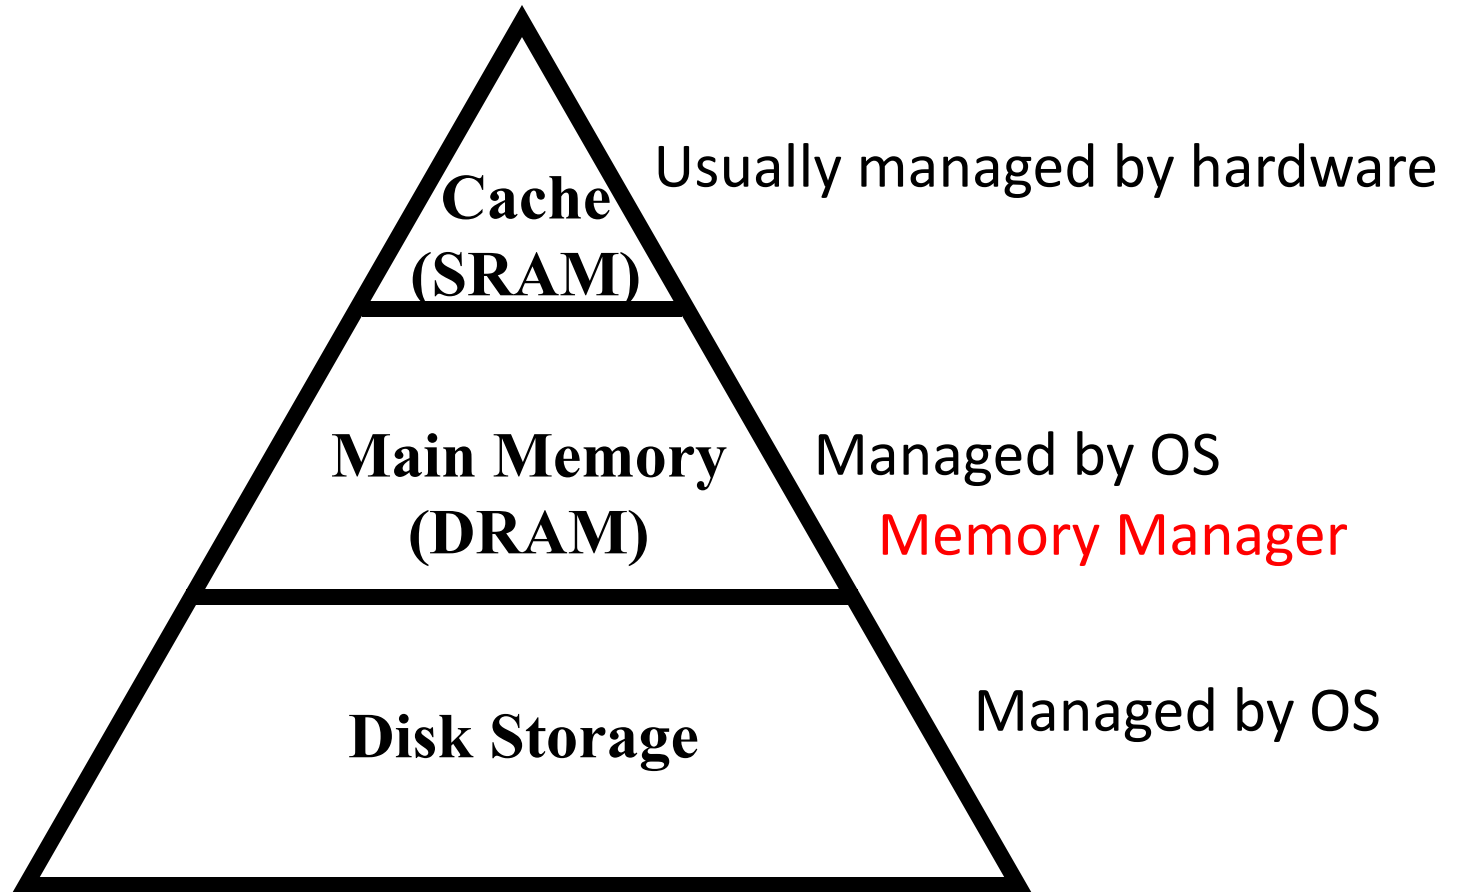 Cache
(SRAM)
Usually managed by hardware
Main Memory
(DRAM)
Managed by OS
Memory Manager
Disk Storage
Managed by OS